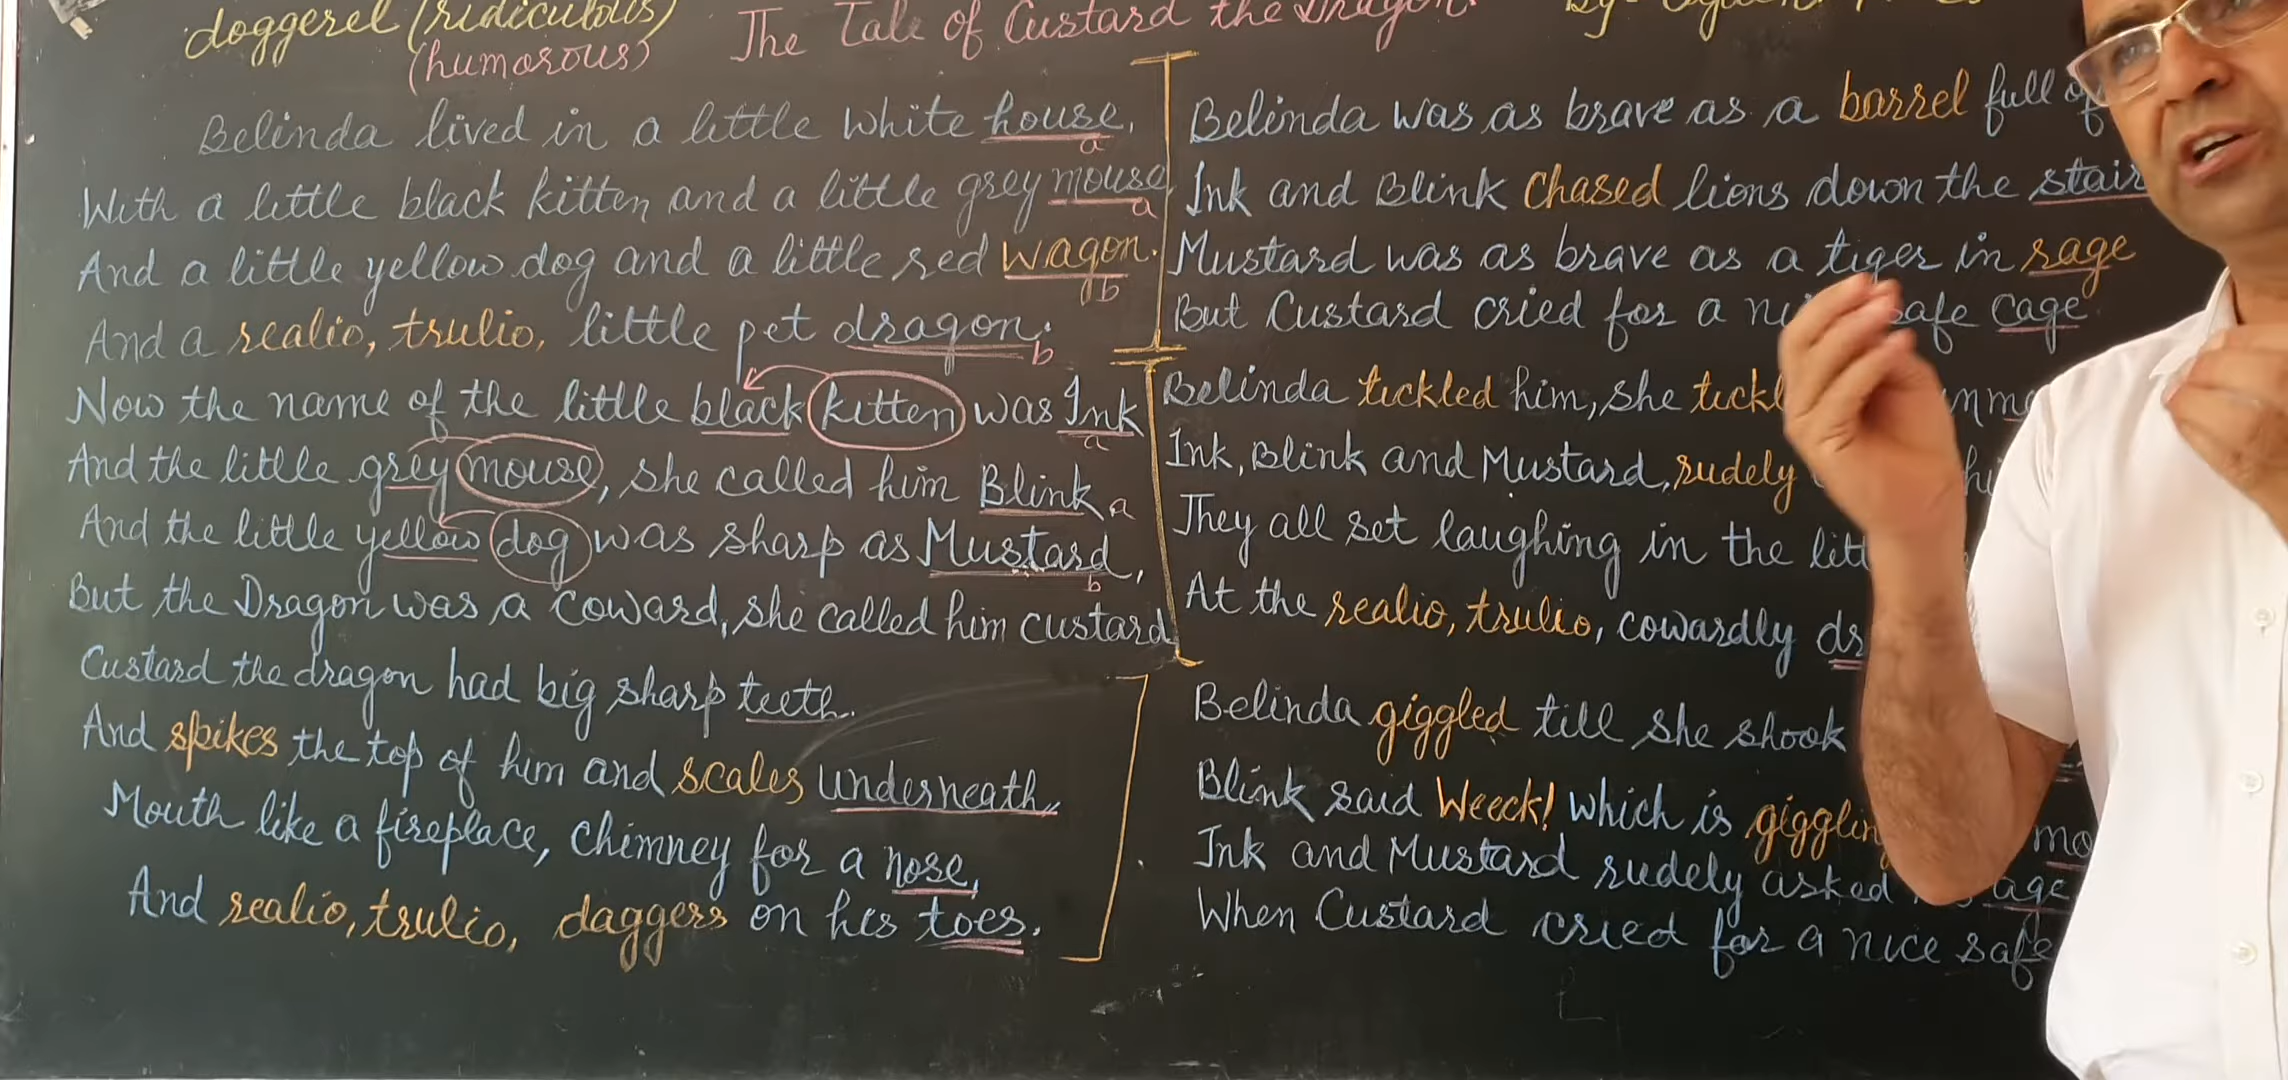 doggerel (ridiculous)
(humorous)
The Tale of Custard the Dragon.
By-
Belinda lived in a little white house,
a
With a little black kitten and a little grey mouse,
a
And a little yellow dog and a little red wagon.
b
And a realio, trulio, little pet dragon.
b
Now the name of the little black kitten was Ink
a
And the little grey mouse, she called him Blink
a
And the little yellow dog was sharp as Mustard,
b
But the Dragon was a coward, she called him custard
Custard the dragon had big sharp teeth.
And spikes the top of him and scales underneath
Mouth like a fireplace, chimney for a nose,
And realio, trulio, daggers on his toes.
Belinda was as brave as a barrel full of
Ink and Blink chased lions down the stair
Mustard was as brave as a tiger in rage
But Custard cried for a safe cage
Belinda tickled him, she tickl
Ink, Blink and Mustard, rudely
They all set laughing in the litt
At the realio, trulio, cowardly
Belinda giggled till she shook
Blink said Weeck! which is gigglin
Ink and Mustard rudely asked age
When Custard cried for a nice safe